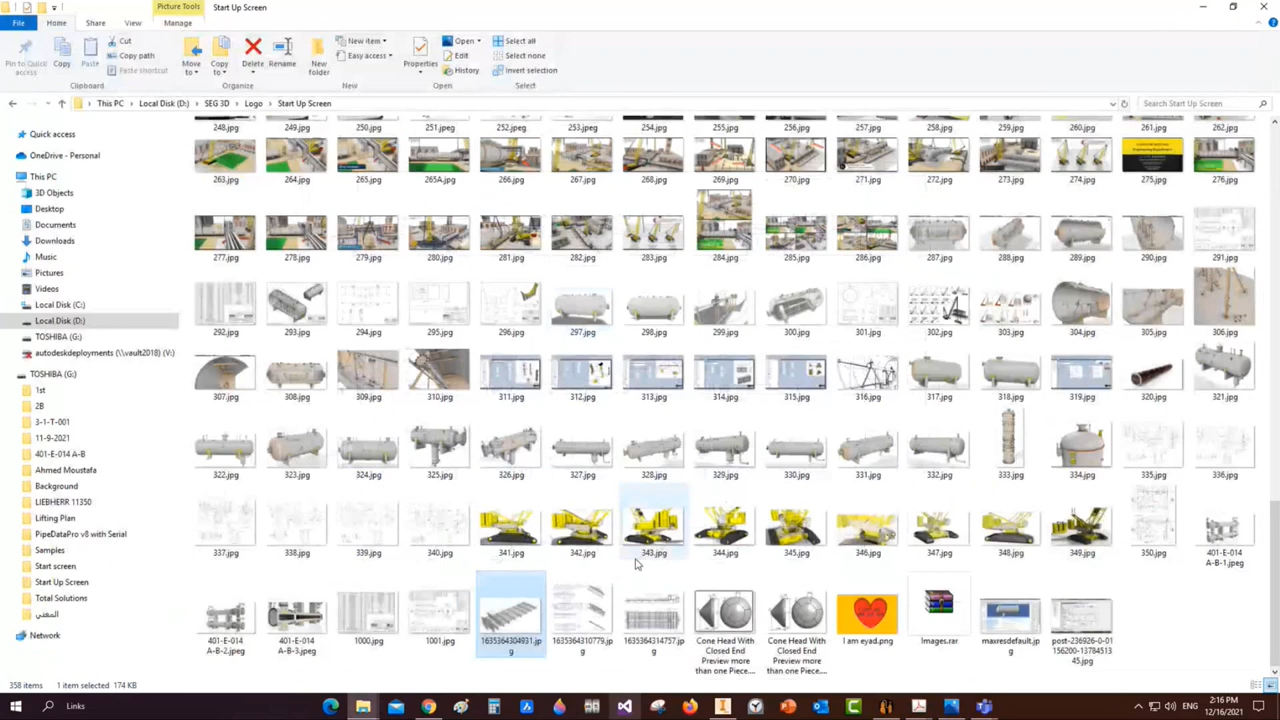 Picture Tools
Start Up Screen
File
Home
Share
View
Manage
Pin to Quick access
Copy
Paste
Cut
Copy path
Paste shortcut
Move to
Copy to
Delete
Rename
New folder
New item
Easy access
Properties
Open
Edit
History
Select all
Select none
Invert selection
Clipboard
Organize
New
Open
Select
This PC > Local Disk (D:) > SEG 3D > Logo > Start Up Screen
Search Start Up Screen
Quick access
OneDrive - Personal
This PC
3D Objects
Desktop
Documents
Downloads
Music
Pictures
Videos
Local Disk (C:)
Local Disk (D:)
TOSHIBA (G:)
autodeskdeployments (\\vault2018) (V:)
TOSHIBA (G:)
1st
2B
3-1-T-001
11-9-2021
401-E-014 A-B
Ahmed Moustafa
Background
LIEBHERR 11350
Lifting Plan
PipeDataPro v8 with Serial
Samples
Start screen
Start Up Screen
Total Solutions
المعنى
Network
248.jpg 249.jpg 250.jpg 251.jpeg 252.jpeg 253.jpeg 254.jpg 255.jpg 256.jpg 257.jpg 258.jpg 259.jpg 260.jpg 261.jpg 262.jpg
263.jpg 264.jpg 265.jpg 265A.jpg 266.jpg 267.jpg 268.jpg 269.jpg 270.jpg 271.jpg 272.jpg 273.jpg 274.jpg 275.jpg 276.jpg
277.jpg 278.jpg 279.jpg 280.jpg 281.jpg 282.jpg 283.jpg 284.jpg 285.jpg 286.jpg 287.jpg 288.jpg 289.jpg 290.jpg 291.jpg
292.jpg 293.jpg 294.jpg 295.jpg 296.jpg 297.jpg 298.jpg 299.jpg 300.jpg 301.jpg 302.jpg 303.jpg 304.jpg 305.jpg 306.jpg
307.jpg 308.jpg 309.jpg 310.jpg 311.jpg 312.jpg 313.jpg 314.jpg 315.jpg 316.jpg 317.jpg 318.jpg 319.jpg 320.jpg 321.jpg
322.jpg 323.jpg 324.jpg 325.jpg 326.jpg 327.jpg 328.jpg 329.jpg 330.jpg 331.jpg 332.jpg 333.jpg 334.jpg 335.jpg 336.jpg
337.jpg 338.jpg 339.jpg 340.jpg 341.jpg 342.jpg 343.jpg 344.jpg 345.jpg 346.jpg 347.jpg 348.jpg 349.jpg 350.jpg 401-E-014 A-B-1.jpeg
401-E-014 A-B-2.jpeg
401-E-014 A-B-3.jpeg
1000.jpg
1001.jpg
1635364304931.jpg
1635364310779.jpg
1635364314757.jpg
Cone Head With Closed End Preview more than one Piece....
Cone Head With Closed End Preview more than one Piece....
I am eyad.png
Images.rar
maxresdefault.jpg
post-236926-0-01156200-1378451345.jpg
358 items
1 item selected 174 KB
Links
ENG
2:16 PM
12/16/2021